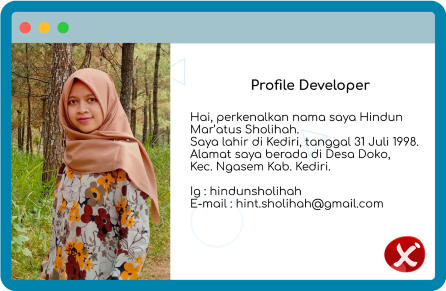 Profile Developer
Hai, perkenalkan nama saya Hindun
Mar'atus Sholihah.
Saya lahir di Kediri, tanggal 31 Juli 1998.
Alamat saya berada di Desa Doko,
Kec. Ngasem Kab. Kediri.
Ig : hindunsholihah
E-mail : hint.sholihah@gmail.com